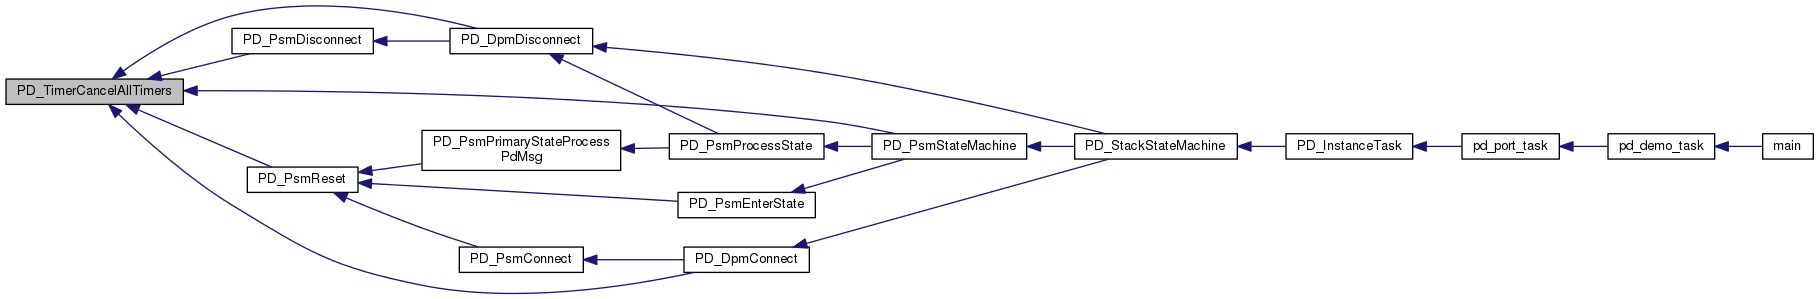 PD_TimerCancelAllTimers
PD_PsmDisconnect
PD_DpmDisconnect
PD_PsmReset
PD_PsmPrimaryStateProcess
PdMsg
PD_PsmProcessState
PD_PsmStateMachine
PD_StackStateMachine
PD_InstanceTask
pd_port_task
pd_demo_task
main
PD_PsmEnterState
PD_PsmConnect
PD_DpmConnect